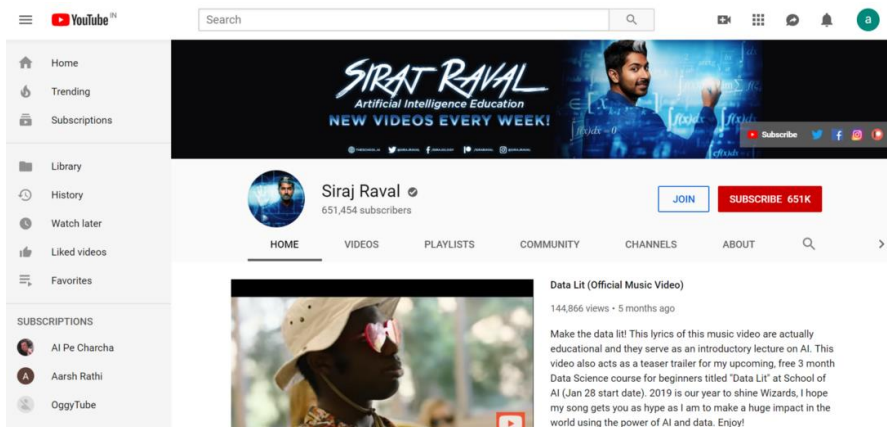 YouTube IN
Search
a
Home
Trending
Subscriptions
Library
History
Watch later
Liked videos
Favorites
SUBSCRIPTIONS
AI Pe Charcha
A
Aarsh Rathi
OggyTube
SIRAJ RAVAL
Artificial Intelligence Education
NEW VIDEOS EVERY WEEK!
Subscribe
Siraj Raval
651,454 subscribers
JOIN
SUBSCRIBE 651K
HOME VIDEOS PLAYLISTS COMMUNITY CHANNELS ABOUT
Data Lit (Official Music Video)
144,866 views • 5 months ago
Make the data lit! This lyrics of this music video are actually
educational and they serve as an introductory lecture on AI. This
video also acts as a teaser trailer for my upcoming, free 3 month
Data Science course for beginners titled "Data Lit" at School of
AI (Jan 28 start date). 2019 is our year to shine Wizards, I hope
my song gets you as hype as I am to make a huge impact in the
world using the power of AI and data. Enjoy!